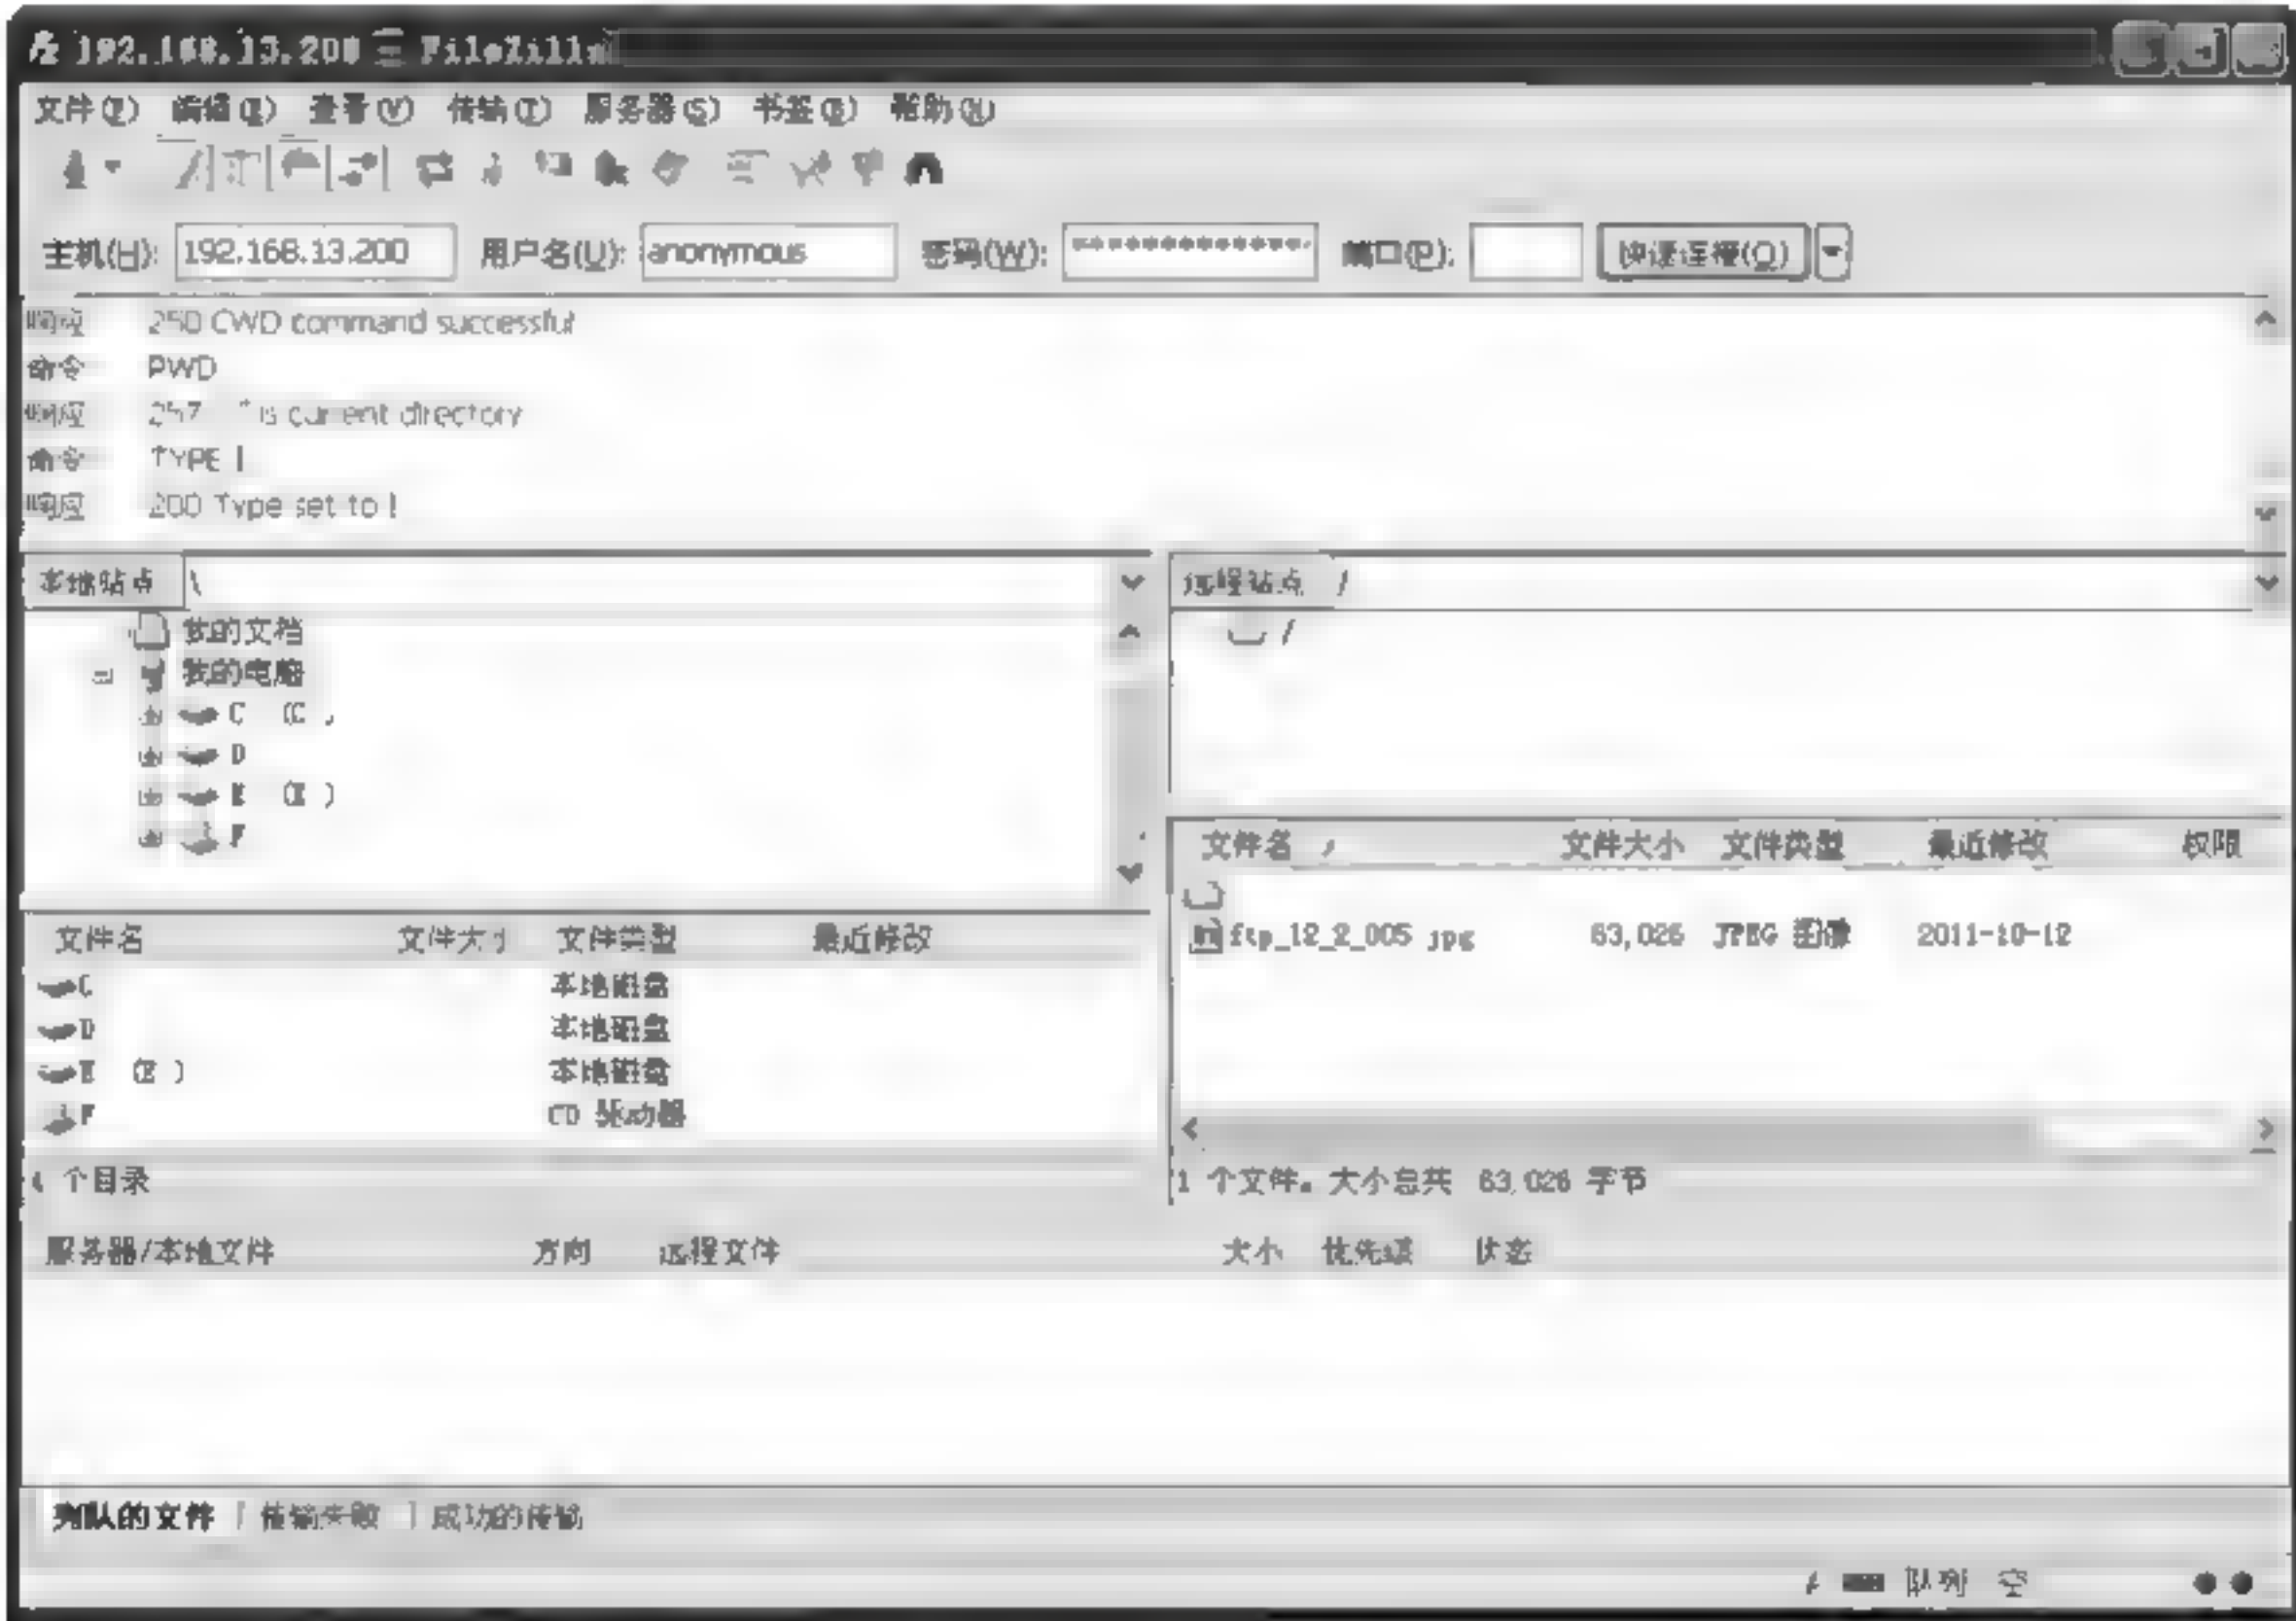 192.168.13.200 - FileZilla
文件(F) 编辑(E) 查看(V) 传输(T) 服务器(S) 书签(B) 帮助(H)
主机(H): 192.168.13.200 用户名(U): anonymous 密码(W): 端口(P): 快速连接(Q)
响应 250 CWD command successful
命令 PWD
响应 257 is current directory
命令 TYPE I
响应 200 Type set to I
本地站点 \
我的文档
我的电脑
C (C )
D
E (E )
F
文件名 文件大小 文件类型 最近修改
C 本地磁盘
D 本地磁盘
E (E ) 本地磁盘
F CD 驱动器
4 个目录
远程站点 /
/
文件名 / 文件大小 文件类型 最近修改 权限
ftp_12_2_005 jpg 63,026 JPEG 图像 2011-10-12
1 个文件。大小总共 63,026 字节
服务器/本地文件 方向 远程文件 大小 优先级 状态
列队的文件 传输失败 成功的传输
队列 空